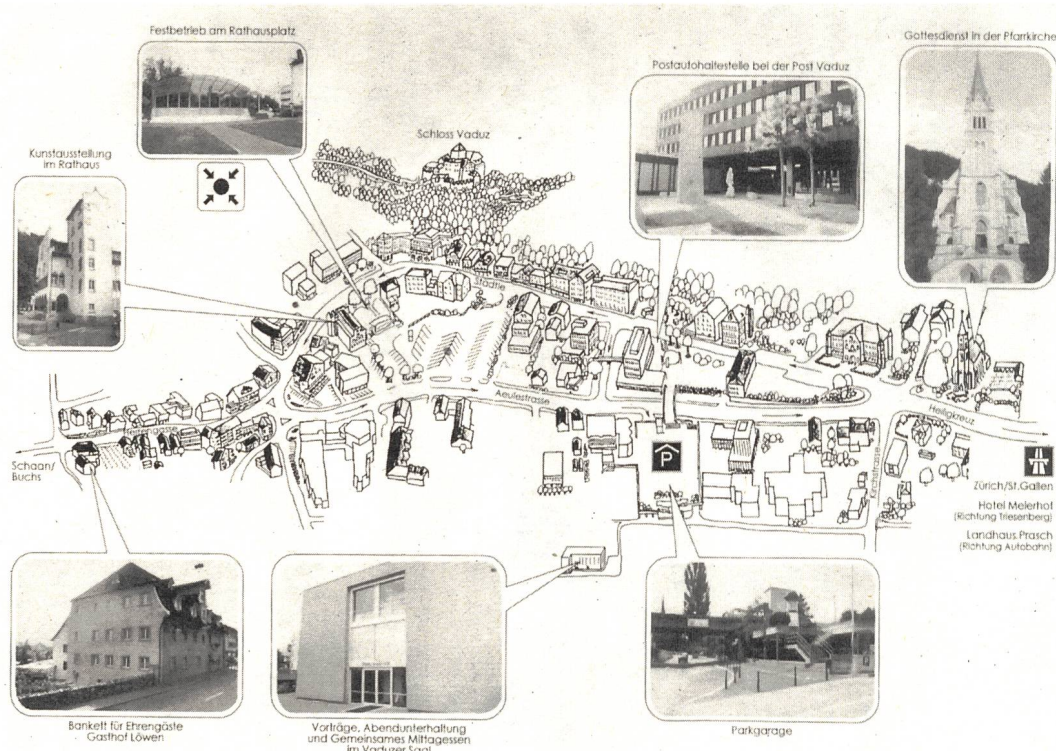 Festbetrieb am Rathausplatz
Gottesdienst in der Pfarrkirche
Postautohaltestelle bei der Post Vaduz
Schloss Vaduz
Kunstausstellung
im Rathaus
Städtle
Aeulestrasse
Heiligkreuz
Kirchstrasse
Schaan/
Buchs
P
Zürich/St.Gallen
Hotel Meierhof
(Richtung Triesenberg)
Landhaus Prasch
(Richtung Autobahn)
Bankett für Ehrengäste
Gasthof Löwen
Vorträge, Abendunterhaltung
und Gemeinsames Mittagessen
im Vaduzer Saal
Parkgarage